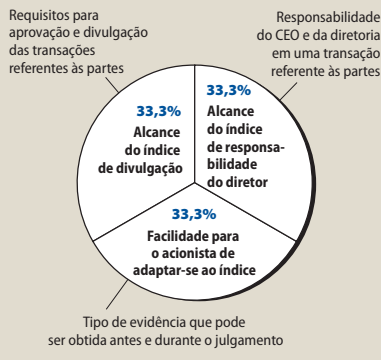 Requisitos para
aprovação e divulgação
das transações
referentes às partes
Responsabilidade
do CEO e da diretoria
em uma transação
referente às partes
33,3%
Alcance
do índice
de divulgação
33,3%
Alcance
do índice
de responsa-
bilidade
do diretor
33,3%
Facilidade para
o acionista de
adaptar-se ao índice
Tipo de evidência que pode
ser obtida antes e durante o julgamento